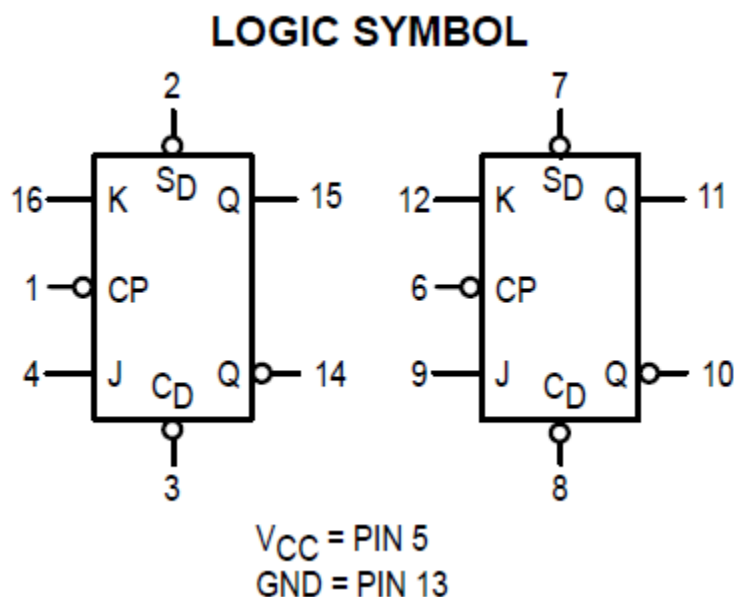 LOGIC SYMBOL
2 7
SD SD
16 K Q 15 12 K Q 11
1 CP 6 CP
4 J Q 14 9 J Q 10
CD CD
3 8
VCC = PIN 5
GND = PIN 13